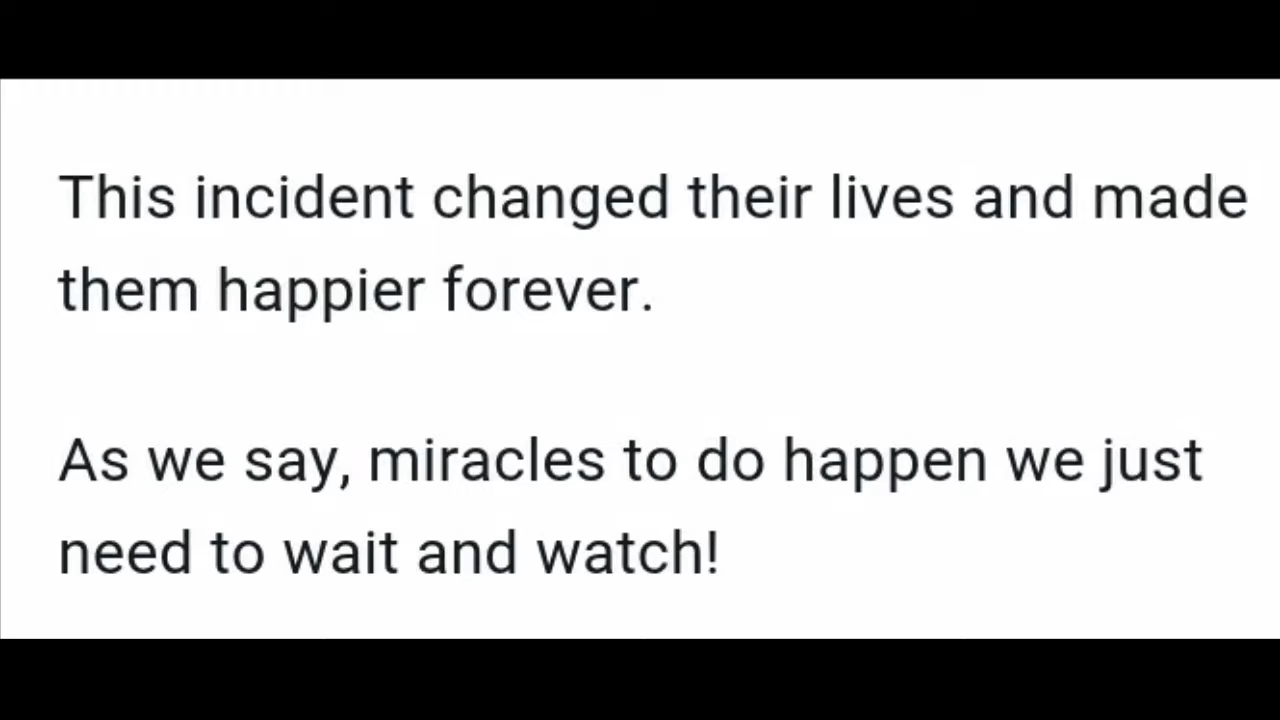 This incident changed their lives and made
them happier forever.
As we say, miracles to do happen we just
need to wait and watch!